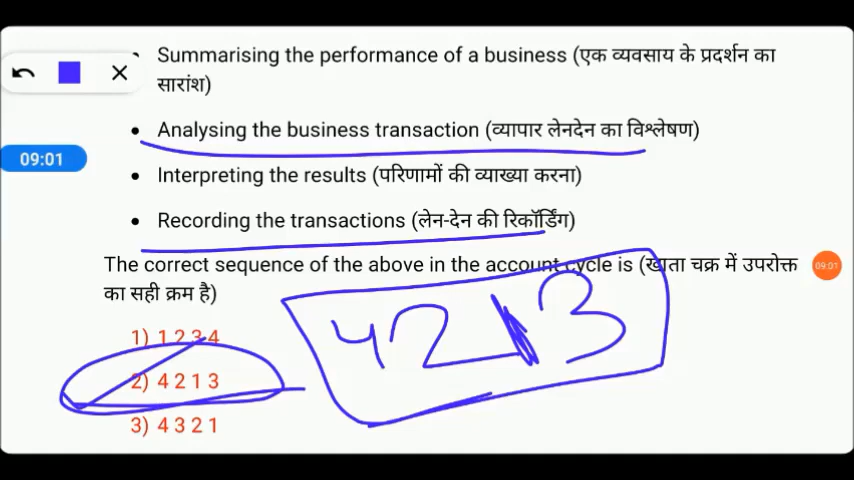 Summarising the performance of a business (एक व्यवसाय के प्रदर्शन का
सारांश)
Analysing the business transaction (व्यापार लेनदेन का विश्लेषण)
09:01
Interpreting the results (परिणामों की व्याख्या करना)
Recording the transactions (लेन-देन की रिकॉर्डिंग)
The correct sequence of the above in the account cycle is (खाता चक्र में उपरोक्त
09:01
का सही क्रम है)
1) 1 2 3 4
4213
2) 4 2 1 3
3) 4 3 2 1